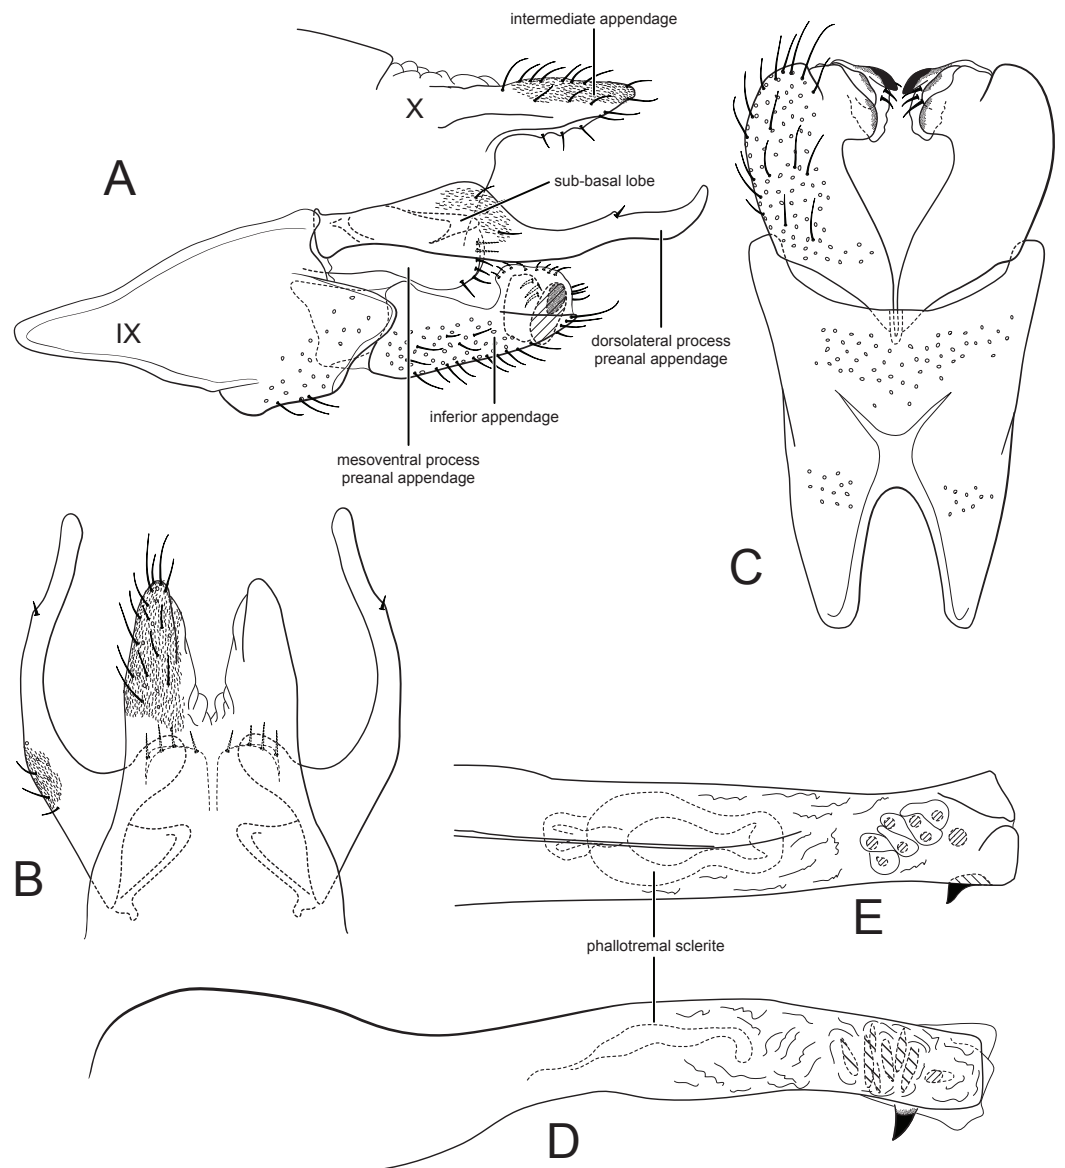 intermediate appendage
X
A
sub-basal lobe
IX
dorsolateral process
preanal appendage
inferior appendage
mesoventral process
preanal appendage
C
B
E
phallotremal sclerite
D